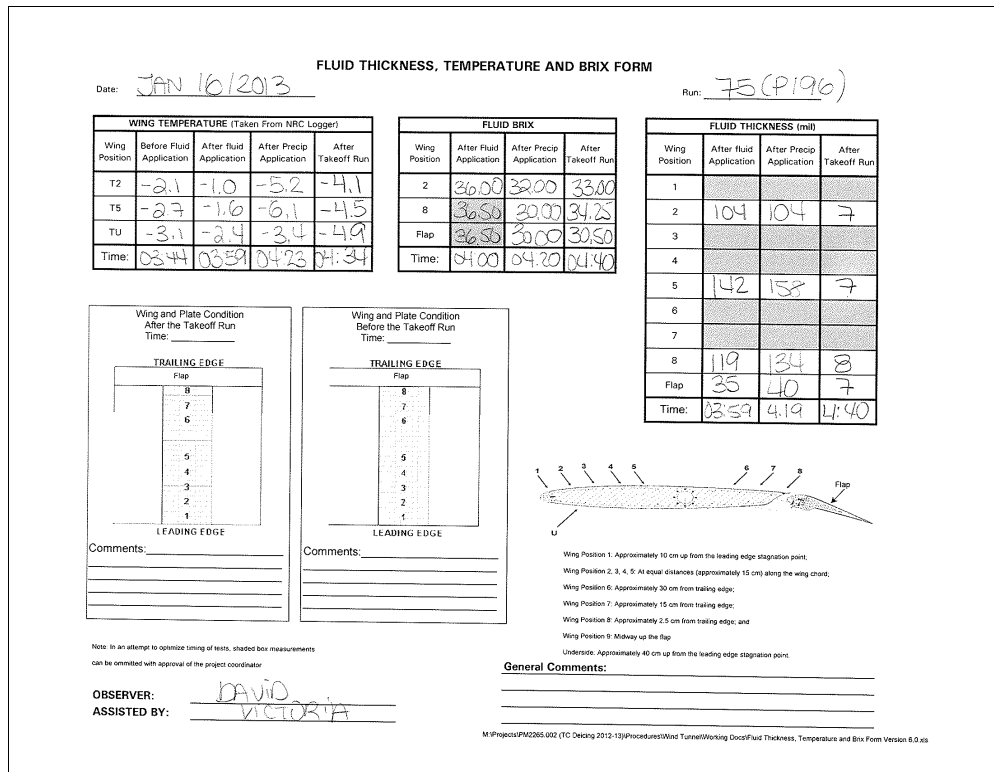 FLUID THICKNESS, TEMPERATURE AND BRIX FORM
Date: JAN 16/2013
Run: 75 (P196)
WING TEMPERATURE (Taken From NRC Logger)
Wing Position Before Fluid Application After fluid Application After Precip Application After Takeoff Run
T2 -2.1 -1.0 -5.2 -4.1
T5 -2.7 -1.6 -6.1 -4.5
TU -3.1 -2.4 -3.4 -4.9
Time: 03:44 03:59 04:23 04:34
FLUID BRIX
Wing Position After Fluid Application After Precip Application After Takeoff Run
2 36.00 32.00 33.00
8 36.50 30.00 34.25
Flap 36.50 30.00 30.50
Time: 04:00 04:20 04:40
FLUID THICKNESS (mil)
Wing Position After fluid Application After Precip Application After Takeoff Run
1
2 104 104 7
3
4
5 142 158 7
6
7
8 119 134 8
Flap 35 40 7
Time: 03:59 4:19 4:40
Wing and Plate Condition
After the Takeoff Run
Time:
TRAILING EDGE
Flap
8
7
6
5
4
3
2
1
LEADING EDGE
Comments:
Wing and Plate Condition
Before the Takeoff Run
Time:
TRAILING EDGE
Flap
8
7
6
5
4
3
2
1
LEADING EDGE
Comments:
1 2 3 4 5 6 7 8
Flap
U
Wing Position 1: Approximately 10 cm up from the leading edge stagnation point;
Wing Position 2, 3, 4, 5: At equal distances (approximately 15 cm) along the wing chord;
Wing Position 6: Approximately 30 cm from trailing edge;
Wing Position 7: Approximately 15 cm from trailing edge;
Wing Position 8: Approximately 2.5 cm from trailing edge; and
Wing Position 9: Midway up the flap
Underside: Approximately 40 cm up from the leading edge stagnation point.
Note: In an attempt to ophmize timing of tests, shaded box measurements
can be ommitted with approval of the project coordinator
General Comments:
OBSERVER: DAVID
ASSISTED BY: VICTORIA
M:\Projects\PM2265.002 (TC Deicing 2012-13)\Procedures\Wind Tunnel\Working Docs\Fluid Thickness, Temperature and Brix Form Version 6.0.xls